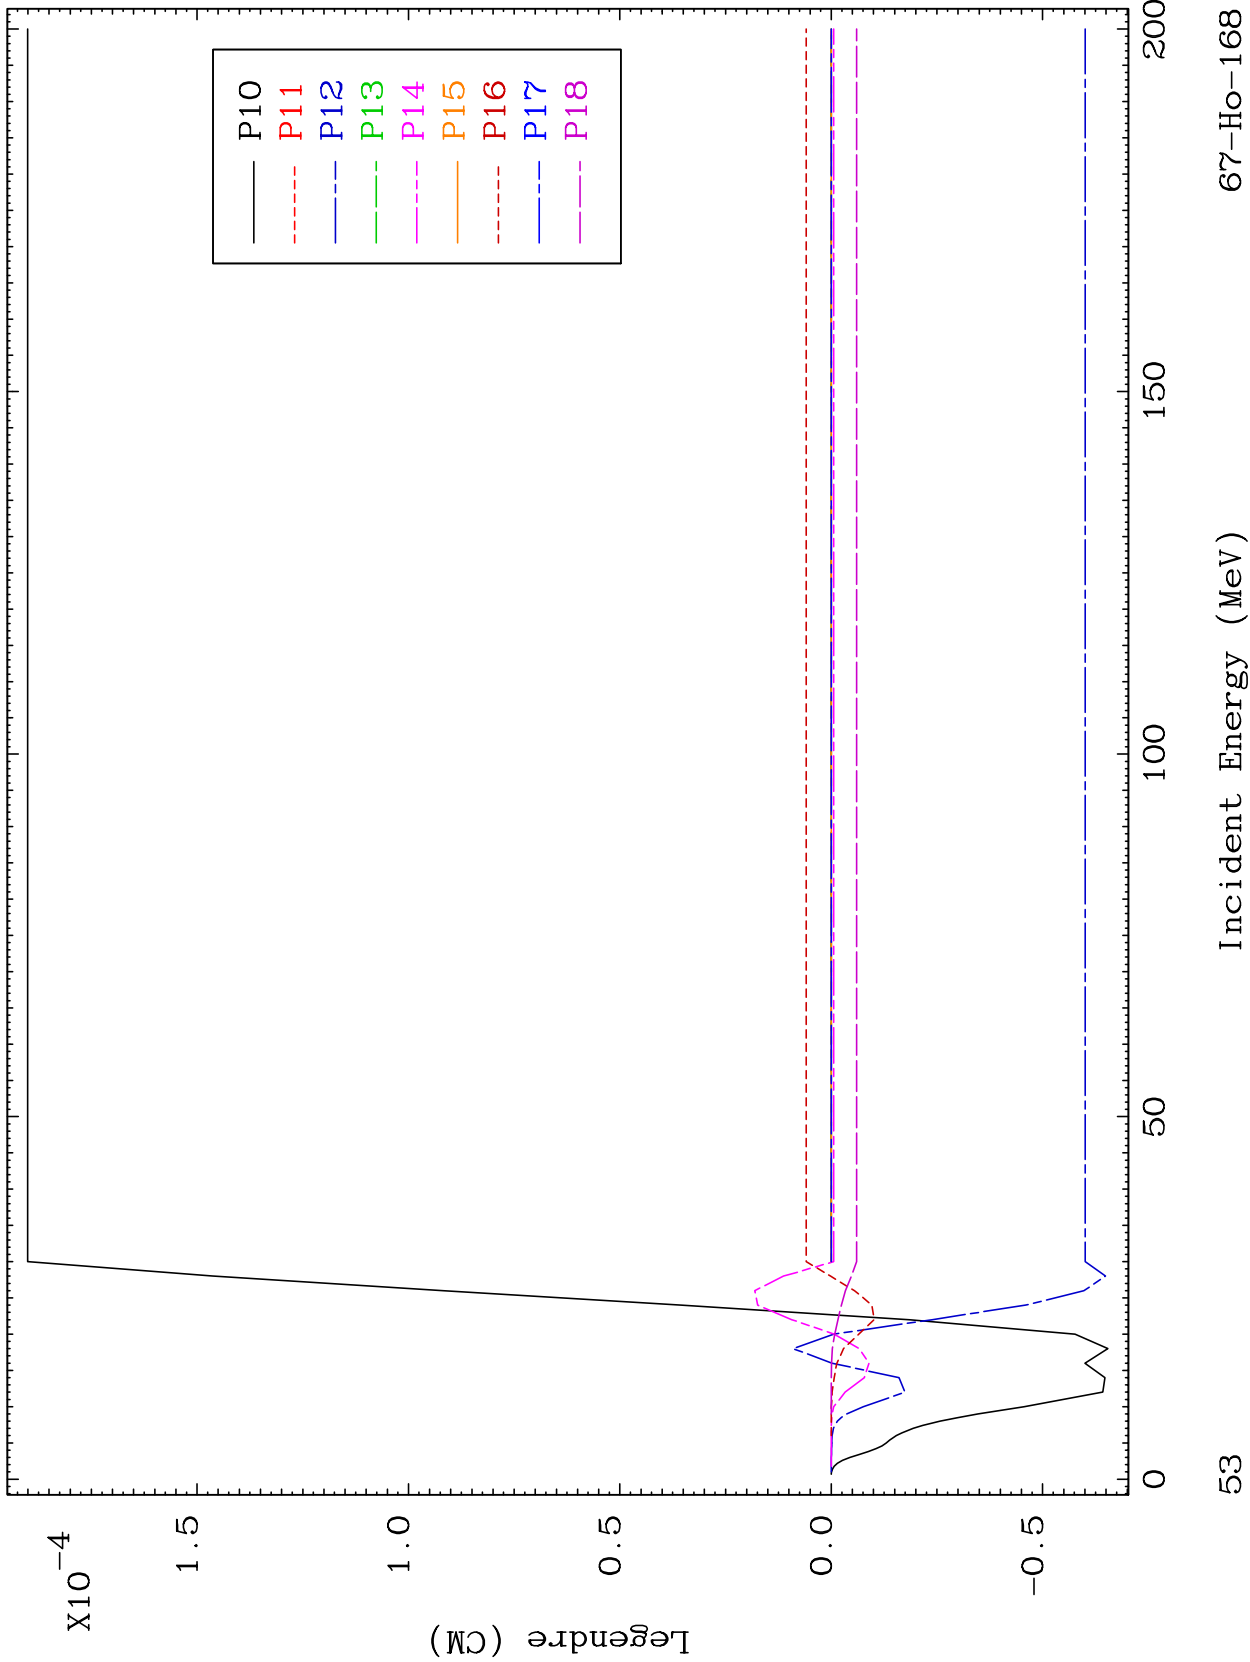 X10⁻⁴
1.5
1.0
0.5
0.0
-0.5
Legendre (CM)
P10
P11
P12
P13
P14
P15
P16
P17
P18
0
50
100
150
200
Incident Energy (MeV)
53
67-Ho-168